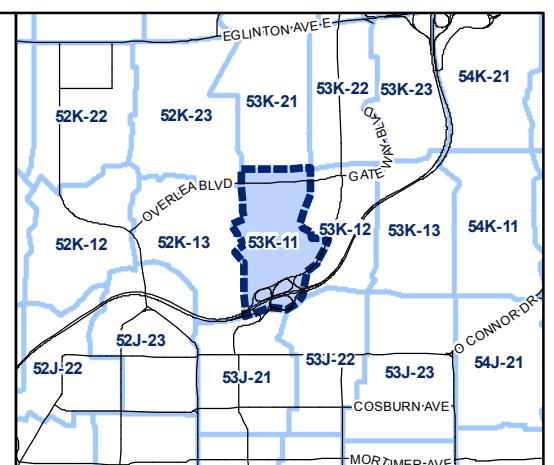 EGLINTON AVE E
52K-22
52K-23
53K-21
53K-22
53K-23
54K-21
OVERLEA BLVD
GATEWAY BLVD
52K-12
52K-13
53K-11
53K-12
53K-13
54K-11
52J-22
52J-23
53J-21
53J-22
53J-23
54J-21
O CONNOR DR
COSBURN AVE
MORTIMER AVE